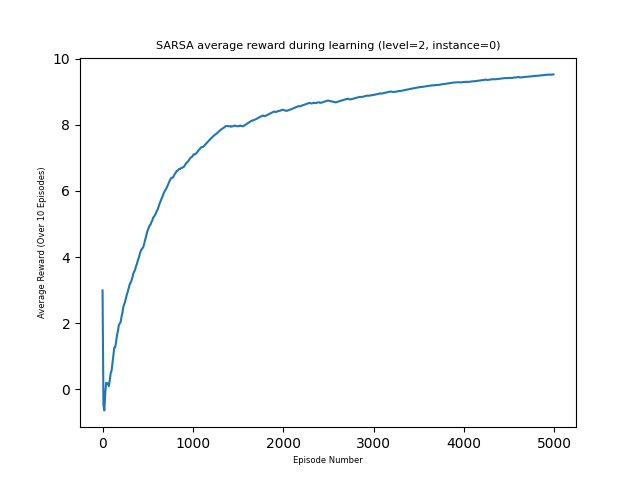 SARSA average reward during learning (level=2, instance=0)
10
8
6
4
2
0
Average Reward (Over 10 Episodes)
0 1000 2000 3000 4000 5000
Episode Number